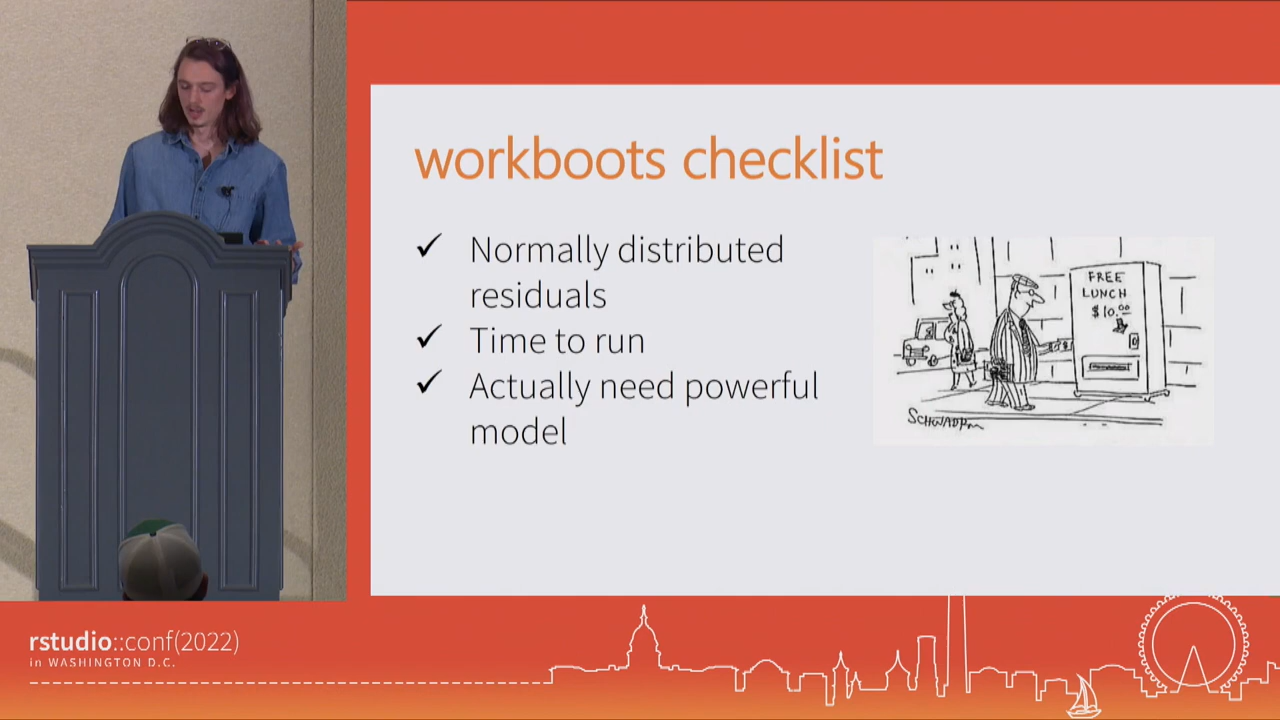 workboots checklist
✓ Normally distributed
residuals
✓ Time to run
✓ Actually need powerful
model
FREE
LUNCH
$10.00
rstudio::conf(2022)
in WASHINGTON D.C.